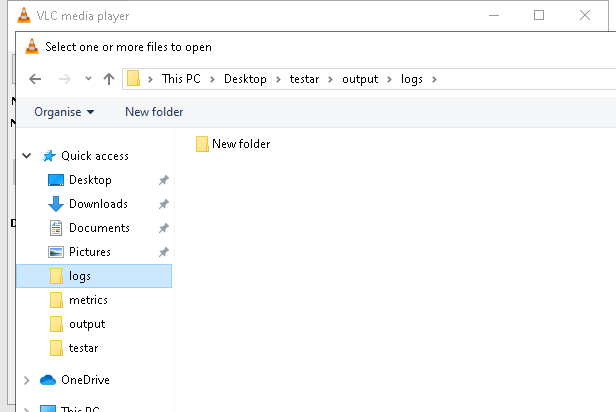 VLC media player
Select one or more files to open
This PC > Desktop > testar > output > logs >
Organise New folder
New folder
Quick access
Desktop
Downloads
Documents
Pictures
logs
metrics
output
testar
OneDrive
This PC